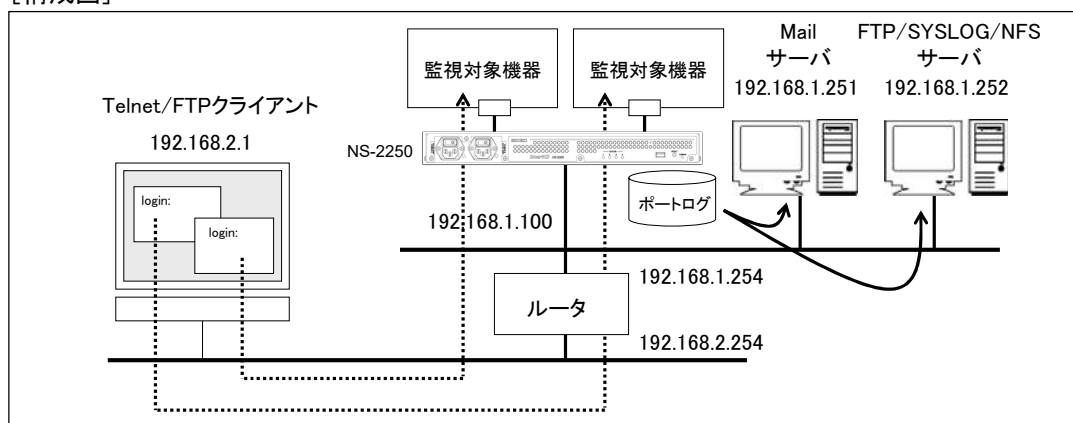 Mail
サーバ
192.168.1.251
FTP/SYSLOG/NFS
サーバ
192.168.1.252
監視対象機器
監視対象機器
Telnet/FTPクライアント
192.168.2.1
NS-2250
login:
login:
ポートログ
192.168.1.100
192.168.1.254
ルータ
192.168.2.254